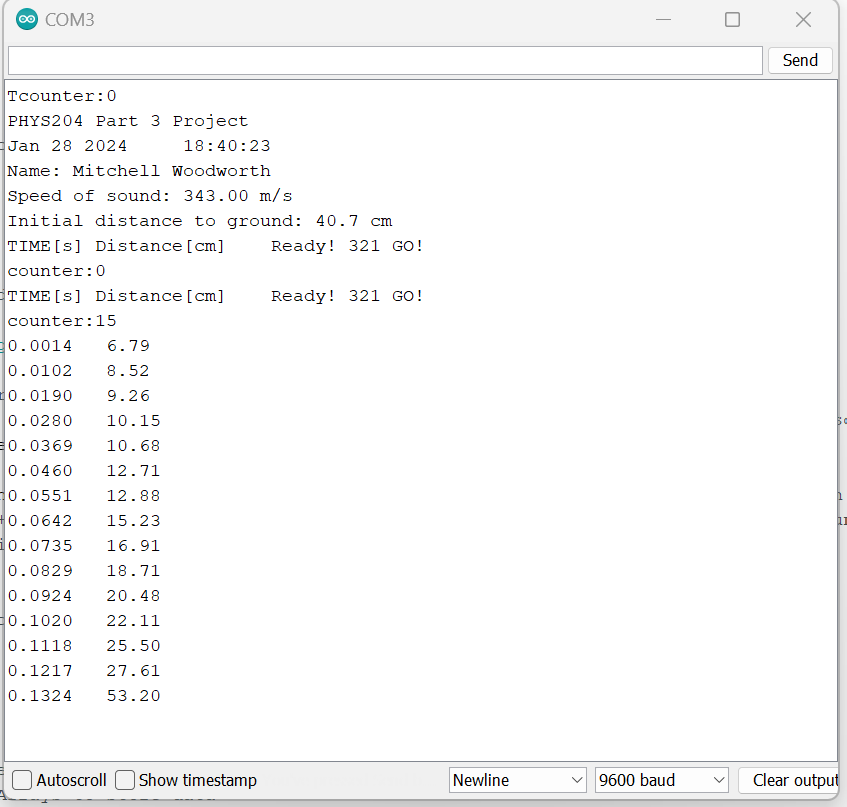 COM3
Send
Tcounter:0
PHYS204 Part 3 Project
Jan 28 2024     18:40:23
Name: Mitchell Woodworth
Speed of sound: 343.00 m/s
Initial distance to ground: 40.7 cm
TIME[s] Distance[cm]    Ready! 321 GO!
counter:0
TIME[s] Distance[cm]    Ready! 321 GO!
counter:15
0.0014   6.79
0.0102   8.52
0.0190   9.26
0.0280   10.15
0.0369   10.68
0.0460   12.71
0.0551   12.88
0.0642   15.23
0.0735   16.91
0.0829   18.71
0.0924   20.48
0.1020   22.11
0.1118   25.50
0.1217   27.61
0.1324   53.20
Autoscroll Show timestamp Newline 9600 baud Clear output